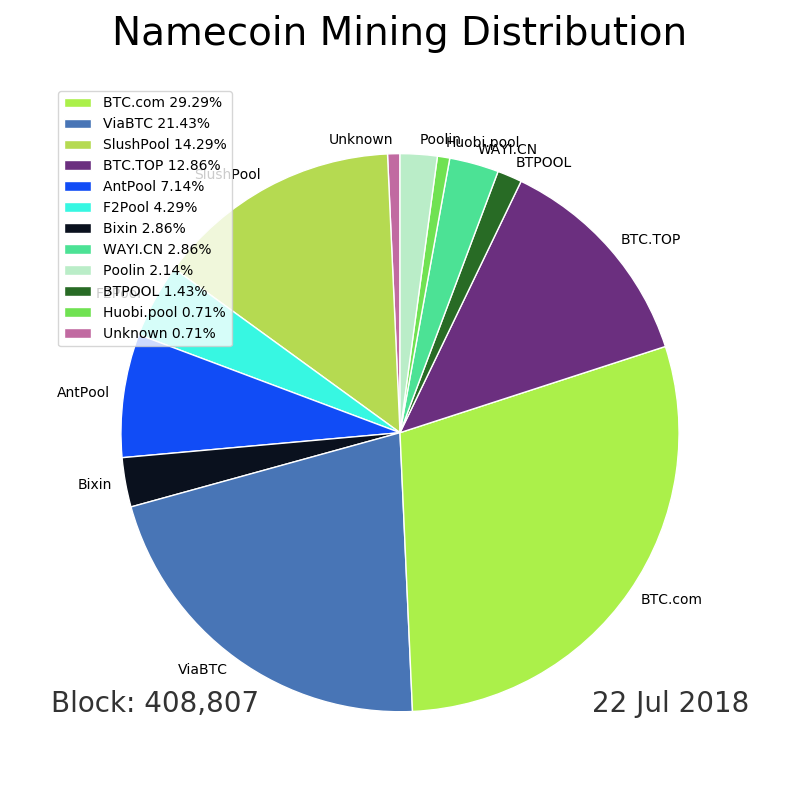 Namecoin Mining Distribution
BTC.com 29.29%
ViaBTC 21.43%
SlushPool 14.29%
BTC.TOP 12.86%
AntPool 7.14%
F2Pool 4.29%
Bixin 2.86%
WAYI.CN 2.86%
Poolin 2.14%
BTPOOL 1.43%
Huobi.pool 0.71%
Unknown 0.71%
Unknown
Poolin
Huobi.pool
WAYI.CN
BTPOOL
SlushPool
BTC.TOP
F2Pool
AntPool
Bixin
BTC.com
ViaBTC
Block: 408,807
22 Jul 2018